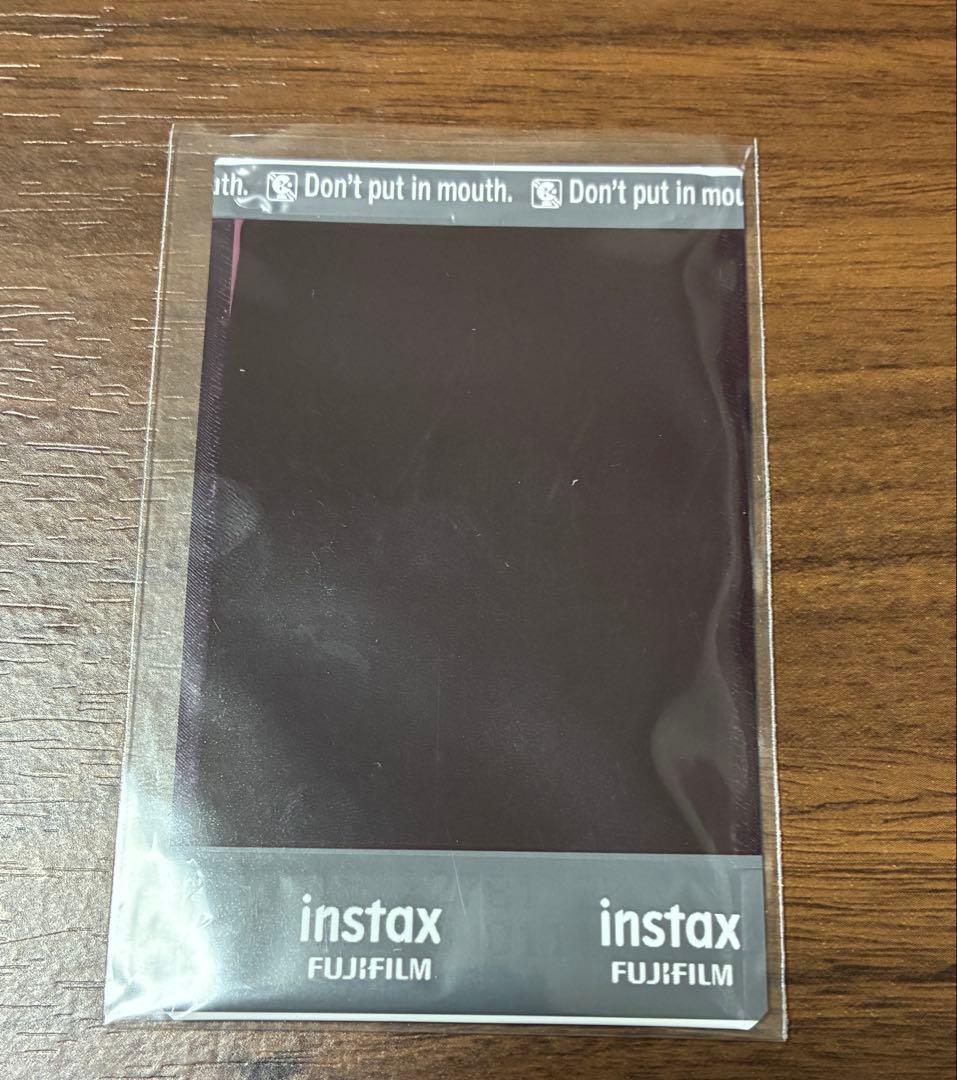 uth. Don't put in mouth. Don't put in mou
instax instax
FUJIFILM FUJIFILM